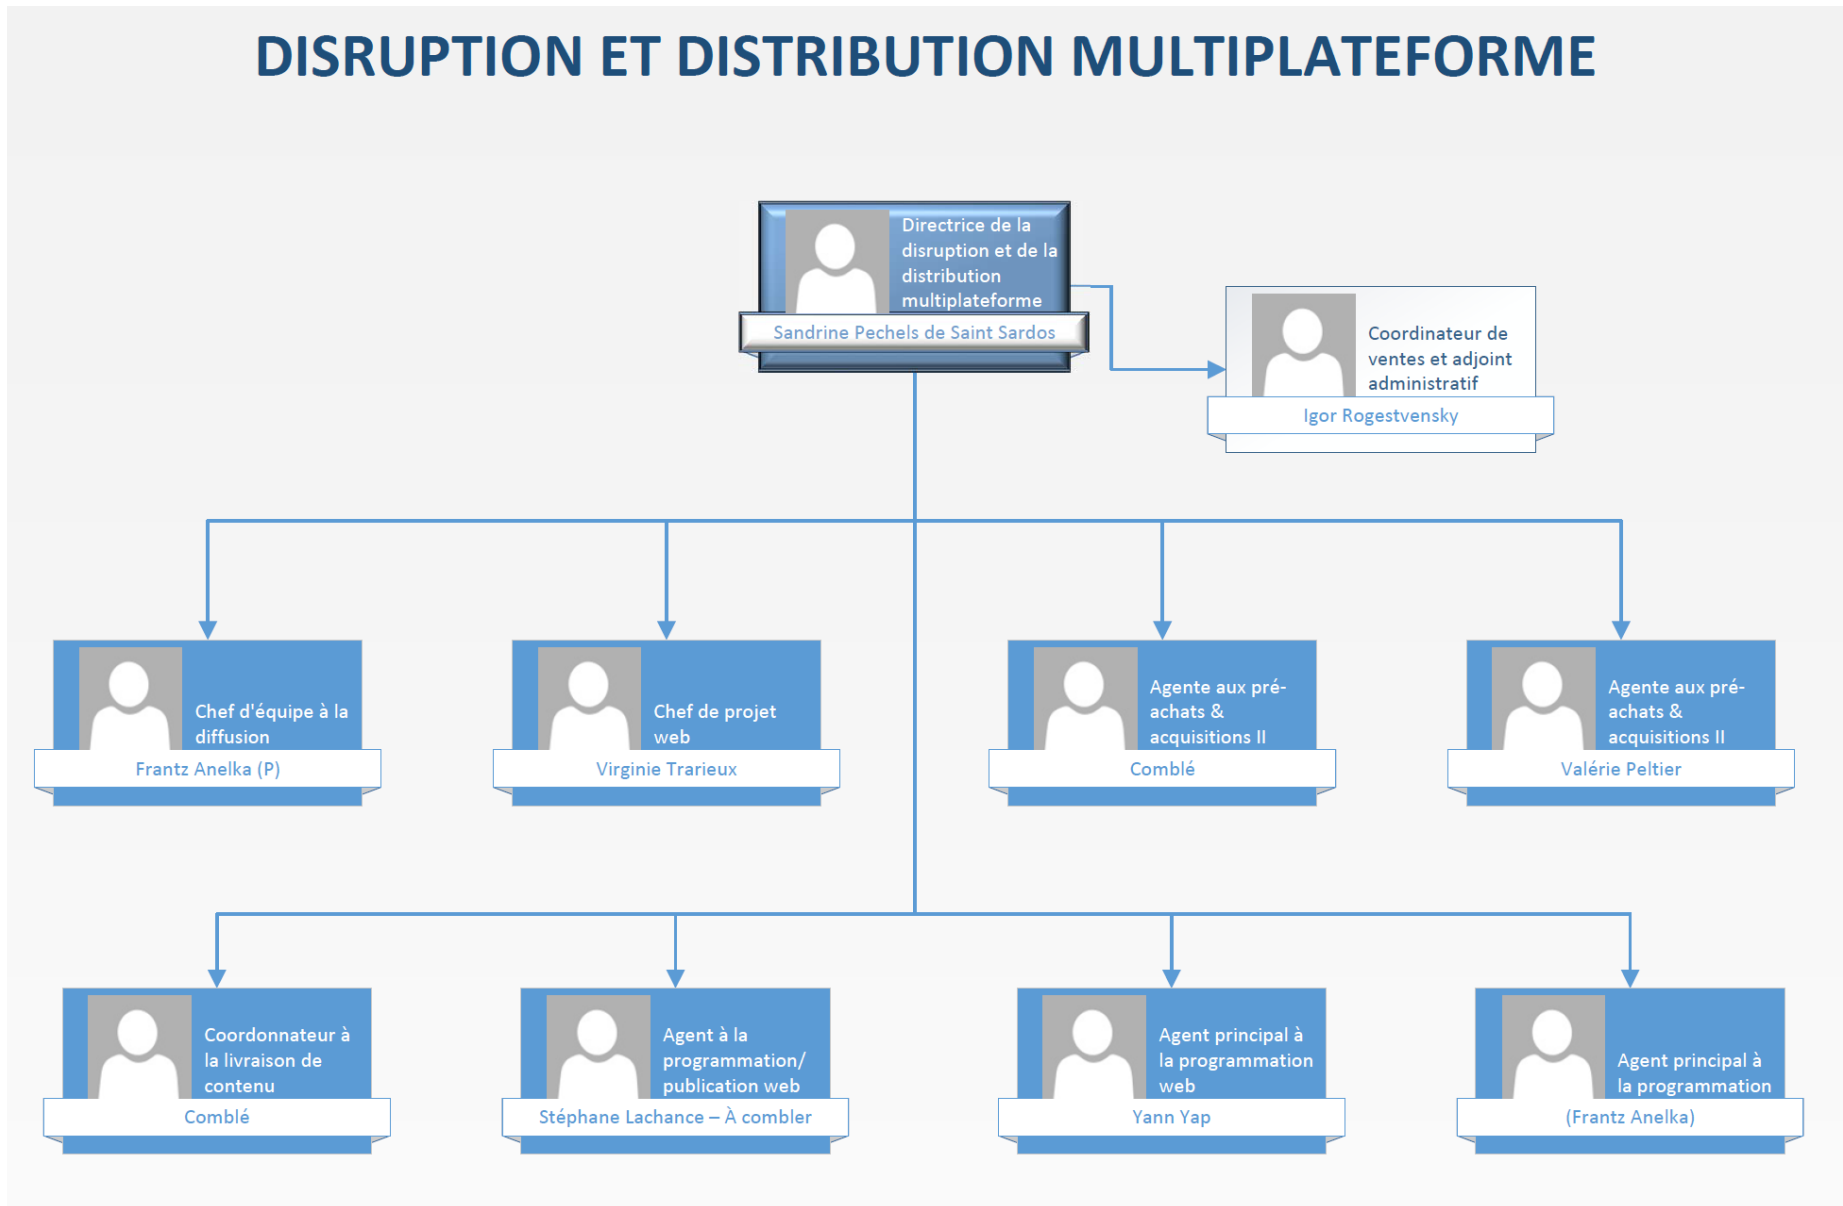 DISRUPTION ET DISTRIBUTION MULTIPLATEFORME
Directrice de la
disruption et de la
distribution
multiplateforme
Sandrine Pechels de Saint Sardos
Coordinateur de
ventes et adjoint
administratif
Igor Rogestvensky
Chef d'équipe à la
diffusion
Frantz Anelka (P)
Chef de projet
web
Virginie Trarieux
Agente aux pré-
achats &
acquisitions II
Comblé
Agente aux pré-
achats &
acquisitions II
Valérie Peltier
Coordonnateur à
la livraison de
contenu
Comblé
Agent à la
programmation/
publication web
Stéphane Lachance – À combler
Agent principal à
la programmation
web
Yann Yap
Agent principal à
la programmation
(Frantz Anelka)